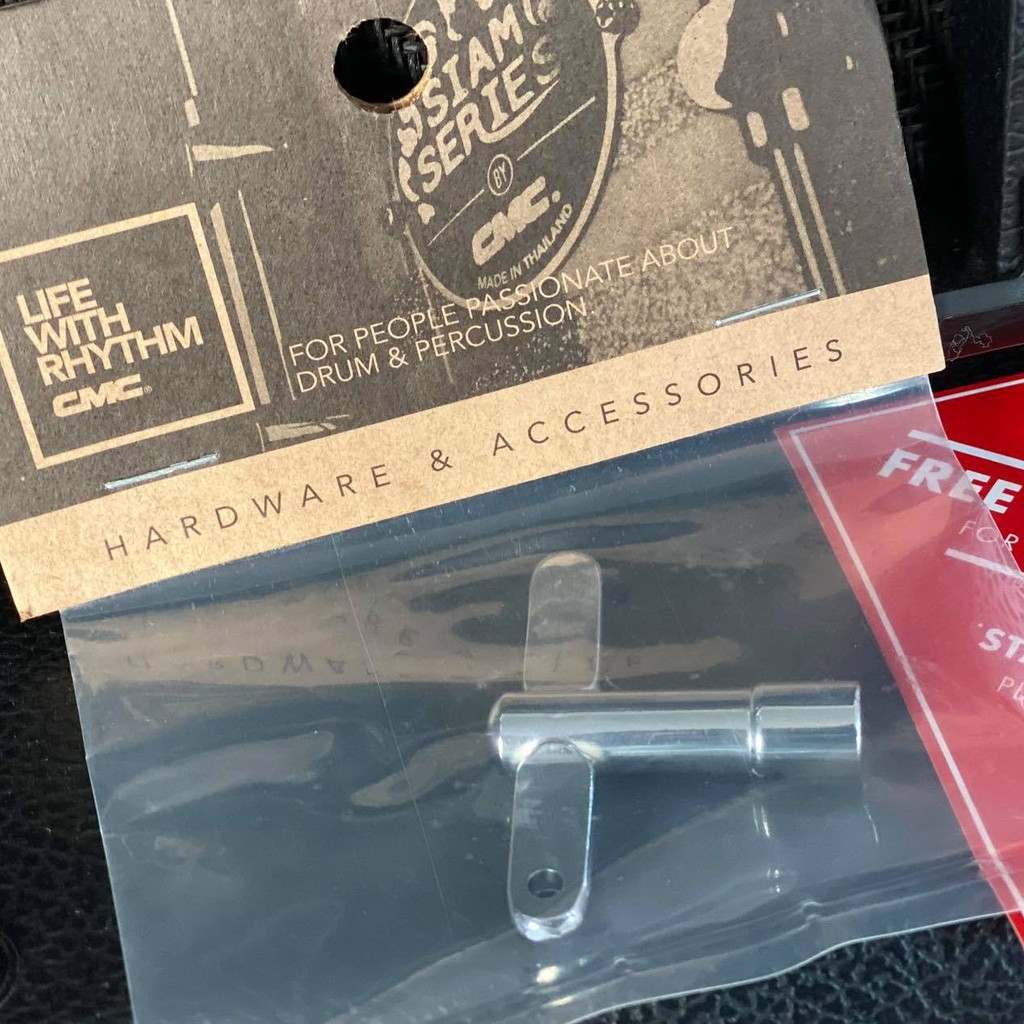 SIAM
SERIES
BY
CMC.
MADE IN THAILAND
LIFE
WITH
RHYTHM
CMC®
FOR PEOPLE PASSIONATE ABOUT
DRUM & PERCUSSION.
HARDWARE & ACCESSORIES
FREE
FOR